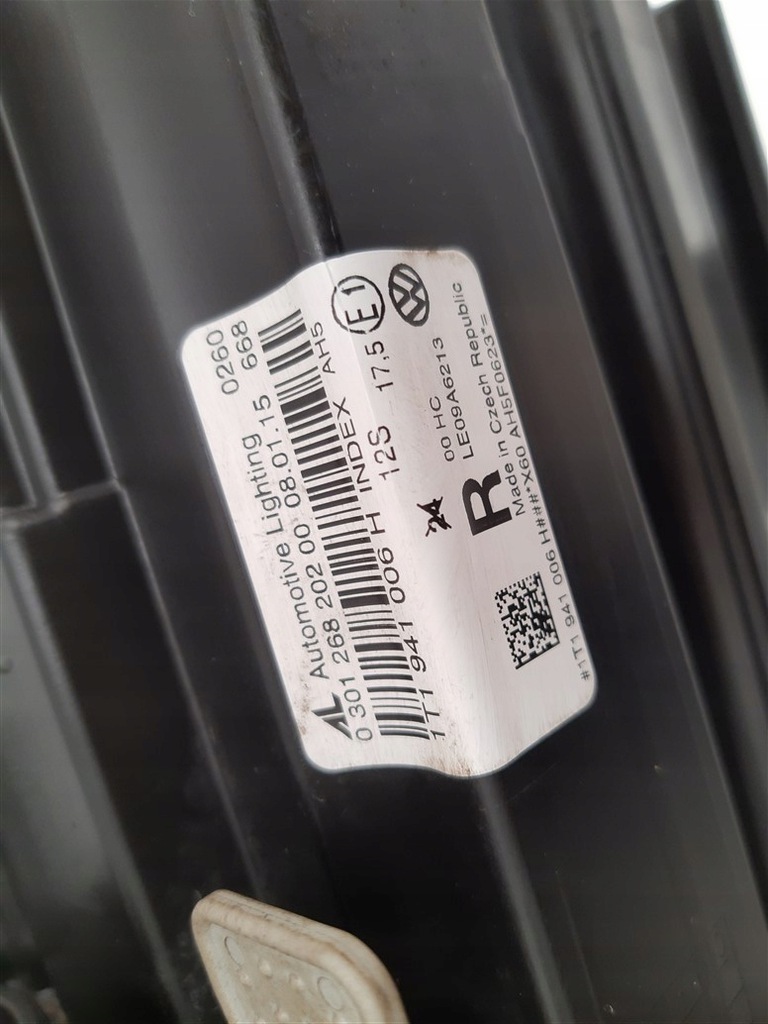 AL Automotive Lighting 0260
0 301 268 202 00 08.01.15 668
1T1 941 006 H INDEX AH5
12S 17,5 E1
24
00 HC
LE09A6213
R
Made in Czech Republic
#1T1 941 006 H###*X60 AH5F0623*=